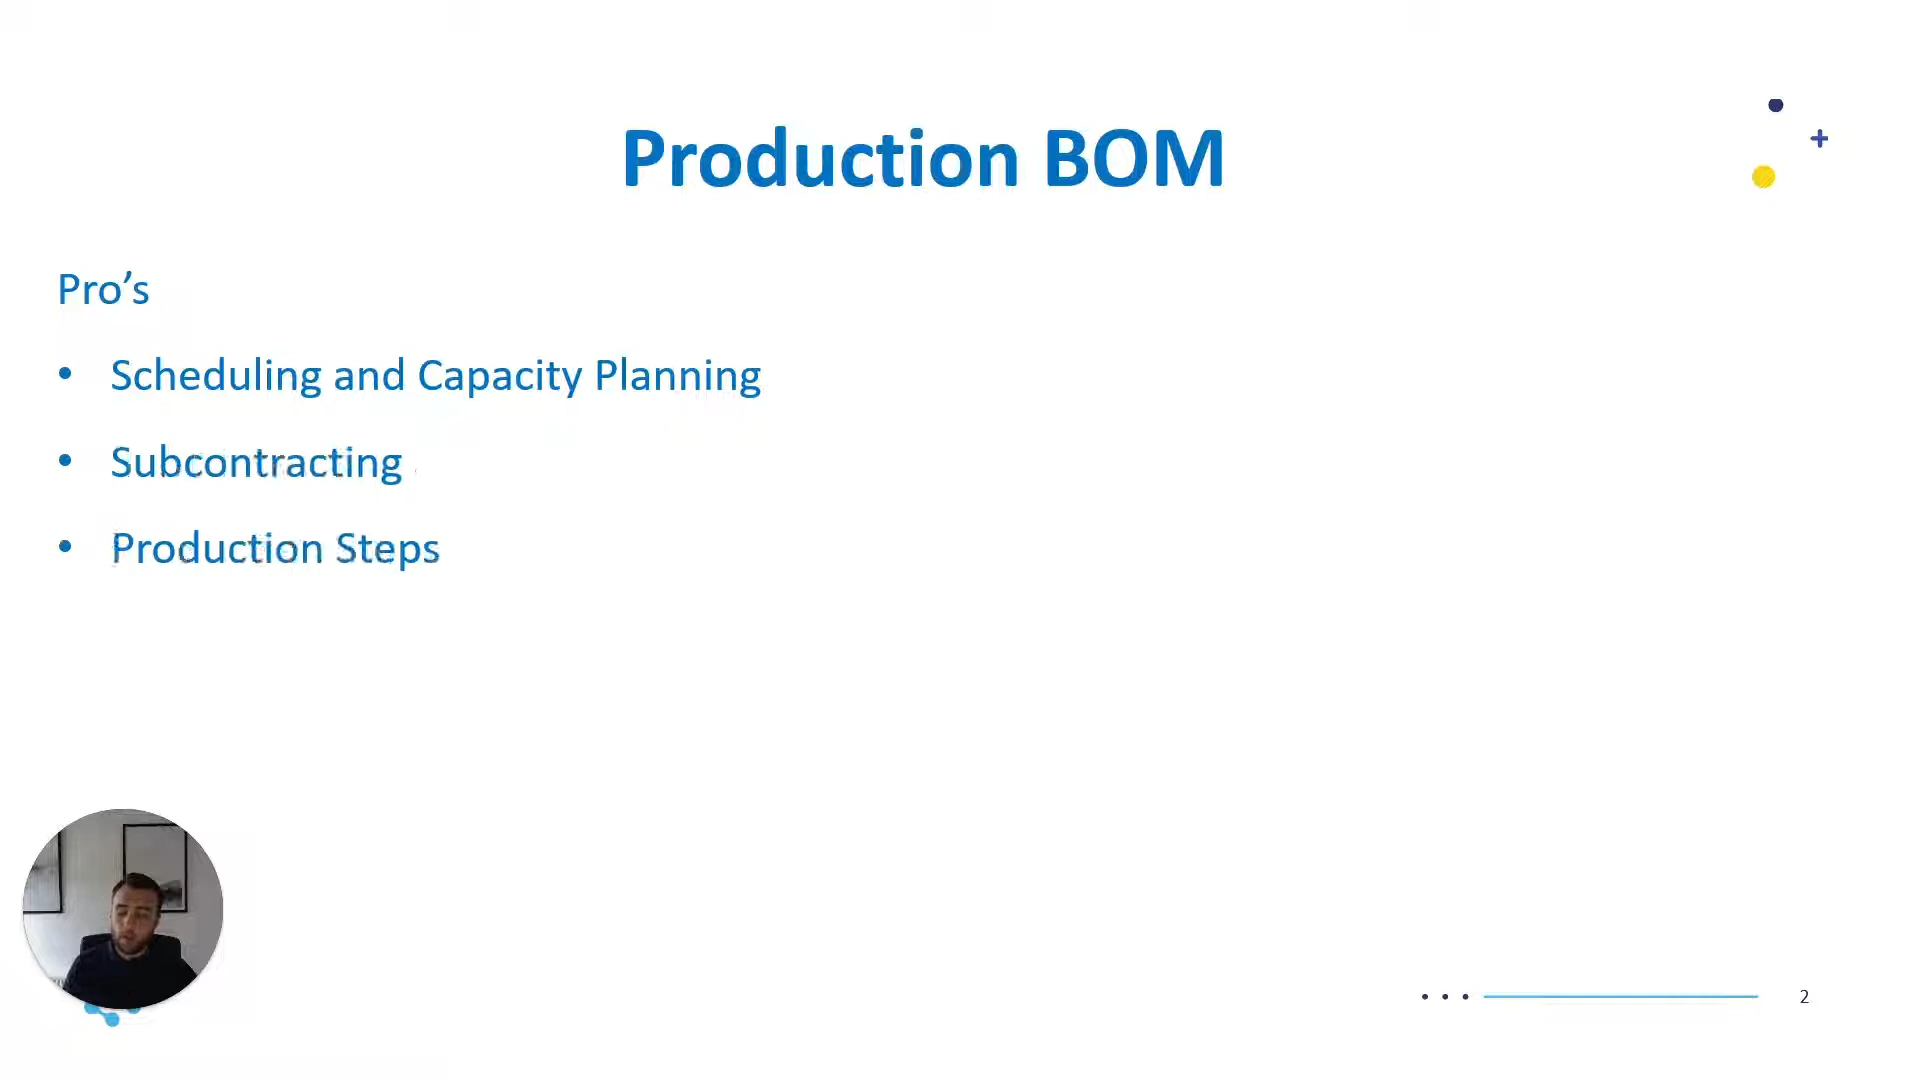 Production BOM
Pro’s
• Scheduling and Capacity Planning
• Subcontracting
• Production Steps
2